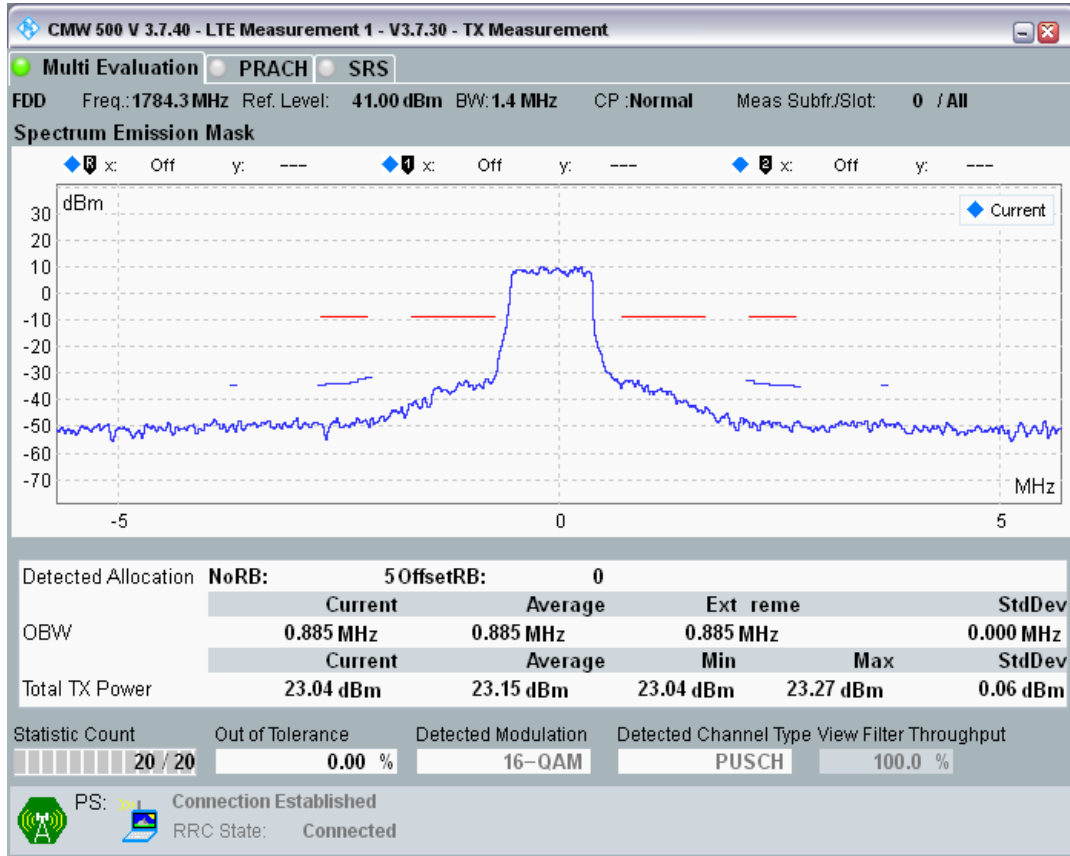 CMW 500 V 3.7.40 - LTE Measurement 1 - V3.7.30 - TX Measurement
Multi Evaluation PRACH SRS
FDD Freq.: 1784.3 MHz Ref. Level: 41.00 dBm BW: 1.4 MHz CP : Normal Meas Subfr./Slot: 0 / All
Spectrum Emission Mask
R x: Off y: --- 1 x: Off y: --- 2 x: Off y: ---
dBm
Current
30
20
10
0
-10
-20
-30
-40
-50
-60
-70
MHz
-5 0 5
Detected Allocation NoRB: 5 OffsetRB: 0
Current Average Ext reme StdDev
OBW 0.885 MHz 0.885 MHz 0.885 MHz 0.000 MHz
Current Average Min Max StdDev
Total TX Power 23.04 dBm 23.15 dBm 23.04 dBm 23.27 dBm 0.06 dBm
Statistic Count Out of Tolerance Detected Modulation Detected Channel Type View Filter Throughput
20 / 20 0.00 % 16-QAM PUSCH 100.0 %
PS: Connection Established
RRC State: Connected